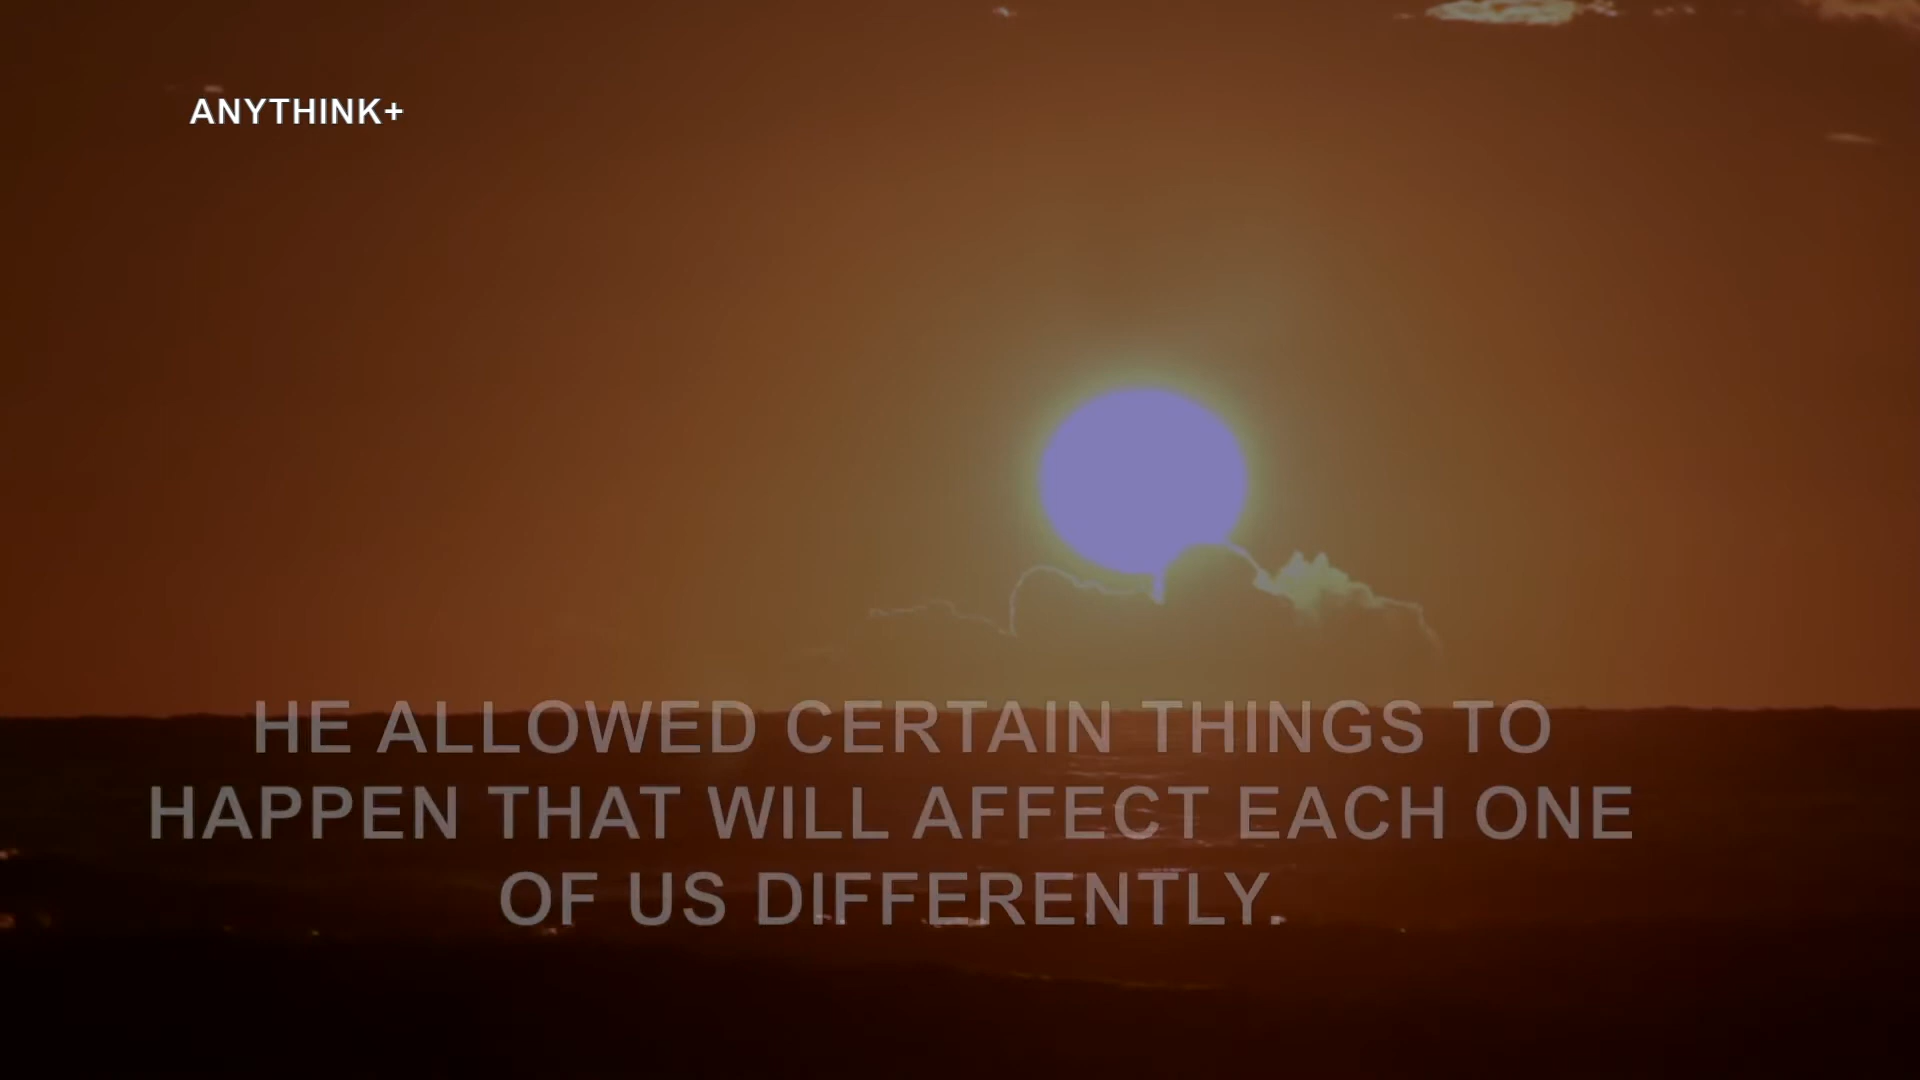 ANYTHINK+
HE ALLOWED CERTAIN THINGS TO
HAPPEN THAT WILL AFFECT EACH ONE
OF US DIFFERENTLY.